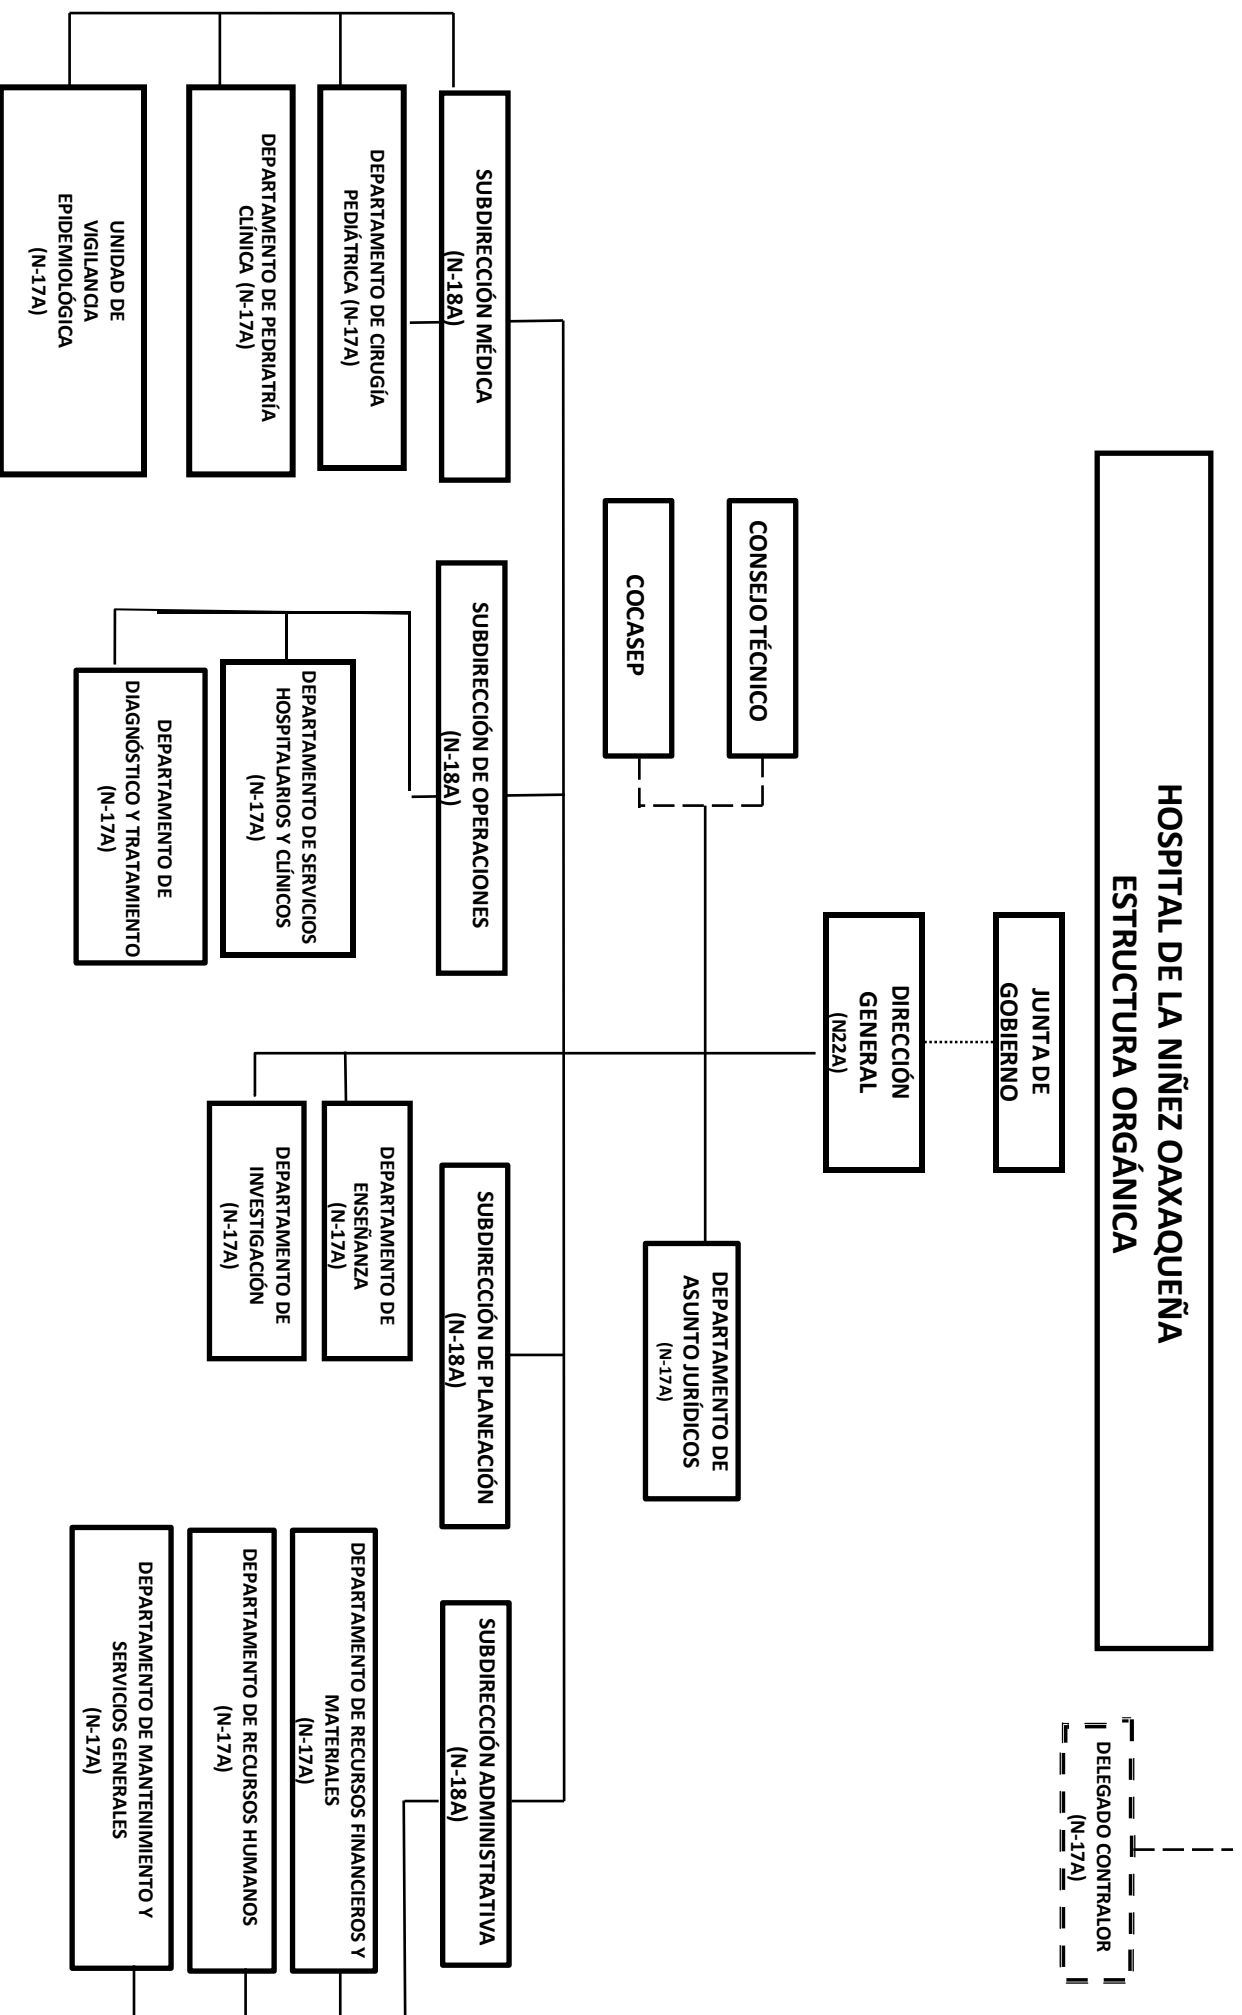 HOSPITAL DE LA NIÑEZ OAXAQUEÑA
ESTRUCTURA ORGÁNICA
DELEGADO CONTRALOR
(N-17A)
JUNTA DE
GOBIERNO
DIRECCIÓN
GENERAL
(N22A)
CONSEJO TÉCNICO
COCASEP
DEPARTAMENTO DE
ASUNTO JURÍDICOS
(N-17A)
SUBDIRECCIÓN MÉDICA
(N-18A)
SUBDIRECCIÓN DE OPERACIONES
(N-18A)
SUBDIRECCIÓN DE PLANEACIÓN
(N-18A)
SUBDIRECCIÓN ADMINISTRATIVA
(N-18A)
DEPARTAMENTO DE CIRUGÍA
PEDIÁTRICA (N-17A)
DEPARTAMENTO DE PEDRIATRÍA
CLÍNICA (N-17A)
UNIDAD DE
VIGILANCIA
EPIDEMIOLÓGICA
(N-17A)
DEPARTAMENTO DE SERVICIOS
HOSPITALARIOS Y CLÍNICOS
(N-17A)
DEPARTAMENTO DE
DIAGNÓSTICO Y TRATAMIENTO
(N-17A)
DEPARTAMENTO DE
ENSEÑANZA
(N-17A)
DEPARTAMENTO DE
INVESTIGACIÓN
(N-17A)
DEPARTAMENTO DE RECURSOS FINANCIEROS Y
MATERIALES
(N-17A)
DEPARTAMENTO DE RECURSOS HUMANOS
(N-17A)
DEPARTAMENTO DE MANTENIMIENTO Y
SERVICIOS GENERALES
(N-17A)